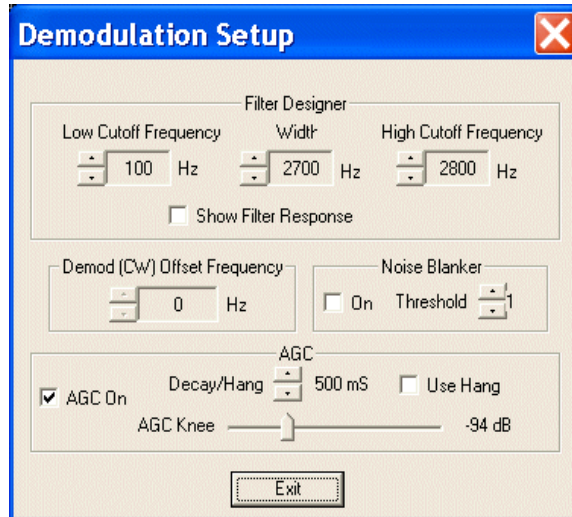 Demodulation Setup
Filter Designer
Low Cutoff Frequency Width High Cutoff Frequency
100 Hz 2700 Hz 2800 Hz
Show Filter Response
Demod (CW) Offset Frequency
0 Hz
Noise Blanker
On Threshold 1
AGC
AGC On Decay/Hang 500 mS Use Hang
AGC Knee -94 dB
Exit